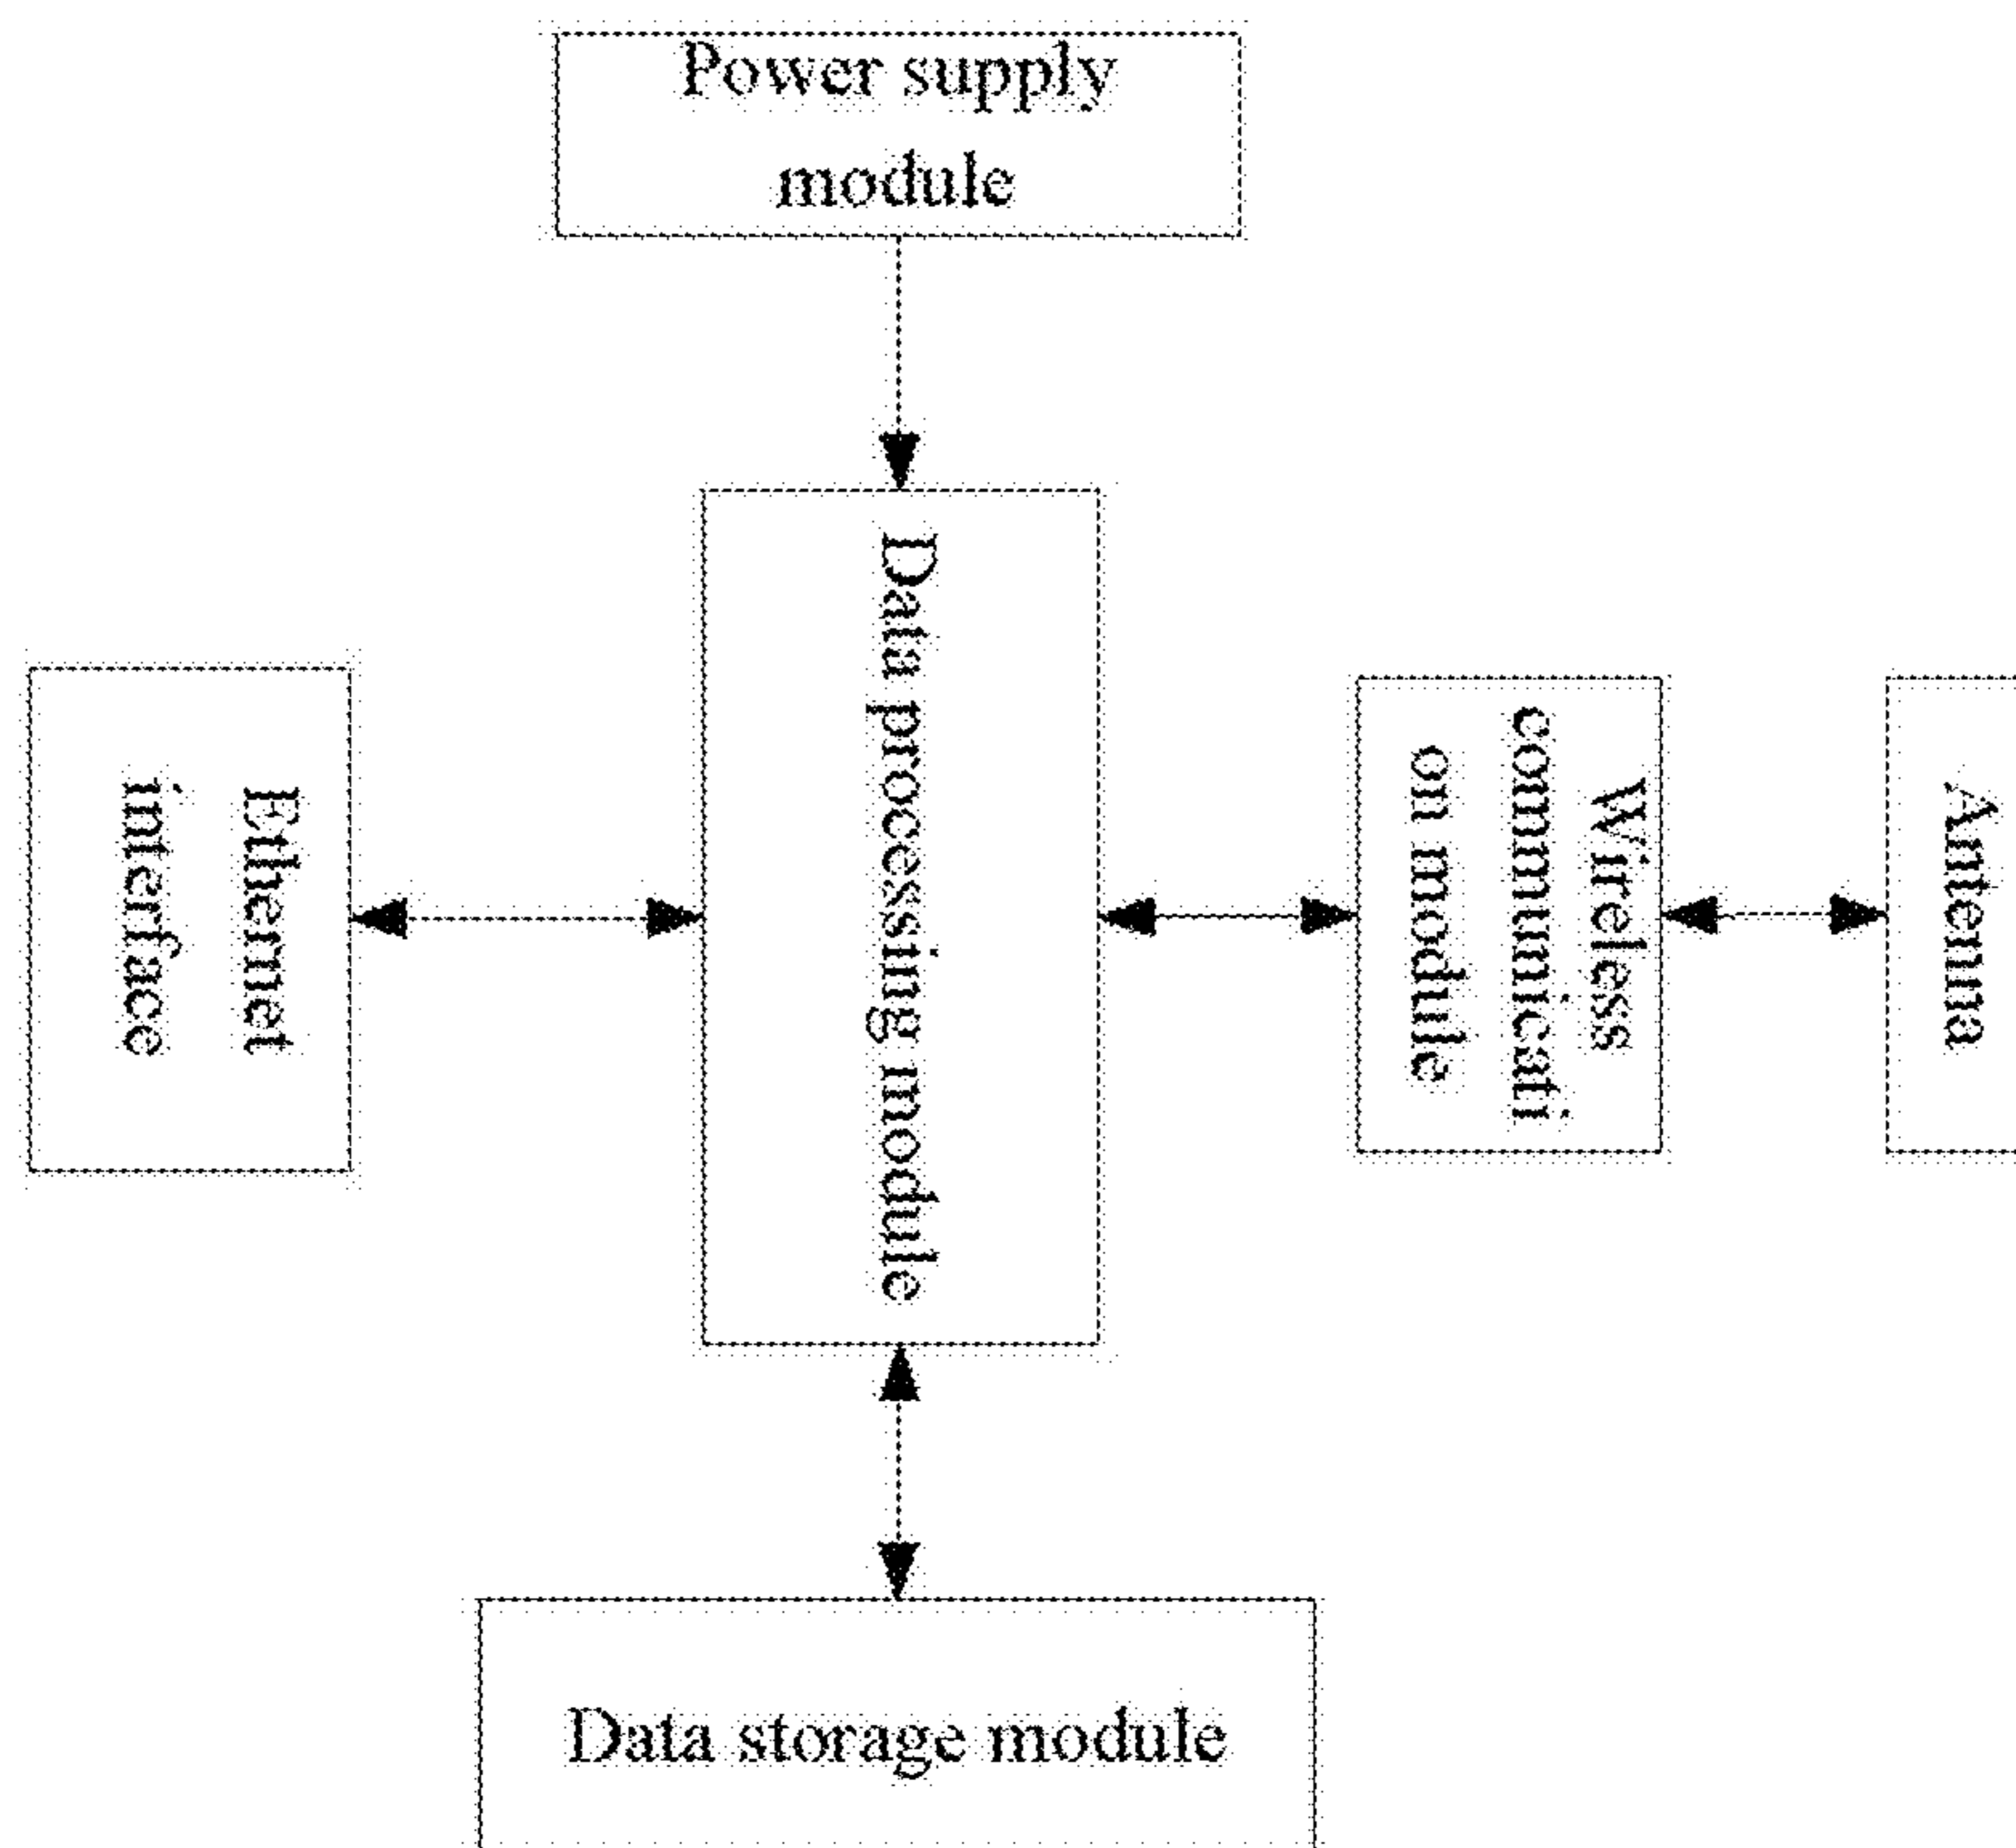 Power supply
module
Data processing module
Ethernet
interface
Wireless
communicati
on module
Antenna
Data storage module